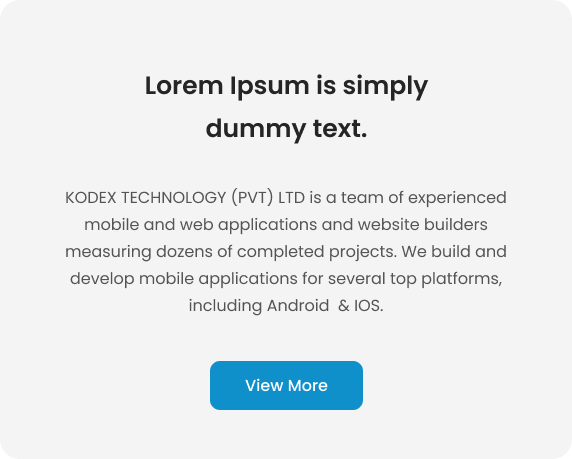 Lorem Ipsum is simply
dummy text.
KODEX TECHNOLOGY (PVT) LTD is a team of experienced
mobile and web applications and website builders
measuring dozens of completed projects. We build and
develop mobile applications for several top platforms,
including Android  & IOS.
View More